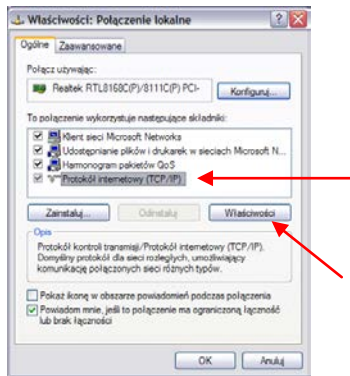 Właściwości: Połączenie lokalne
Ogólne Zaawansowane
Połącz używając:
Realtek RTL8168C(P)/8111C(P) PCI-
Konfiguruj...
To połączenie wykorzystuje następujące składniki:
Klient sieci Microsoft Networks
Udostępnianie plików i drukarek w sieciach Microsoft N...
Harmonogram pakietów QoS
Protokół internetowy (TCP/IP)
Zainstaluj... Odinstaluj Właściwości
Opis
Protokół kontroli transmisji/Protokół internetowy (TCP/IP).
Domyślny protokół dla sieci rozległych, umożliwiający
komunikację połączonych sieci różnych typów.
Pokaż ikonę w obszarze powiadomień podczas połączenia
Powiadom mnie, jeśli to połączenie ma ograniczoną łączność
lub brak łączności
OK Anuluj